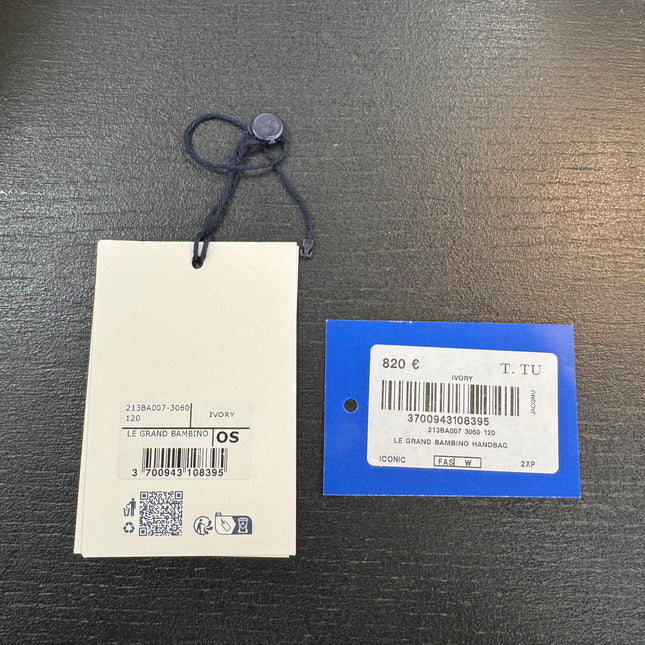 213BA007-3060
120
IVORY
LE GRAND BAMBINO
OS
3 700943 108395
820 €
T. TU
IVORY
JACQMU
3700943108395
213BA007 3060 120
LE GRAND BAMBINO HANDBAG
ICONIC
FAS W
2XP